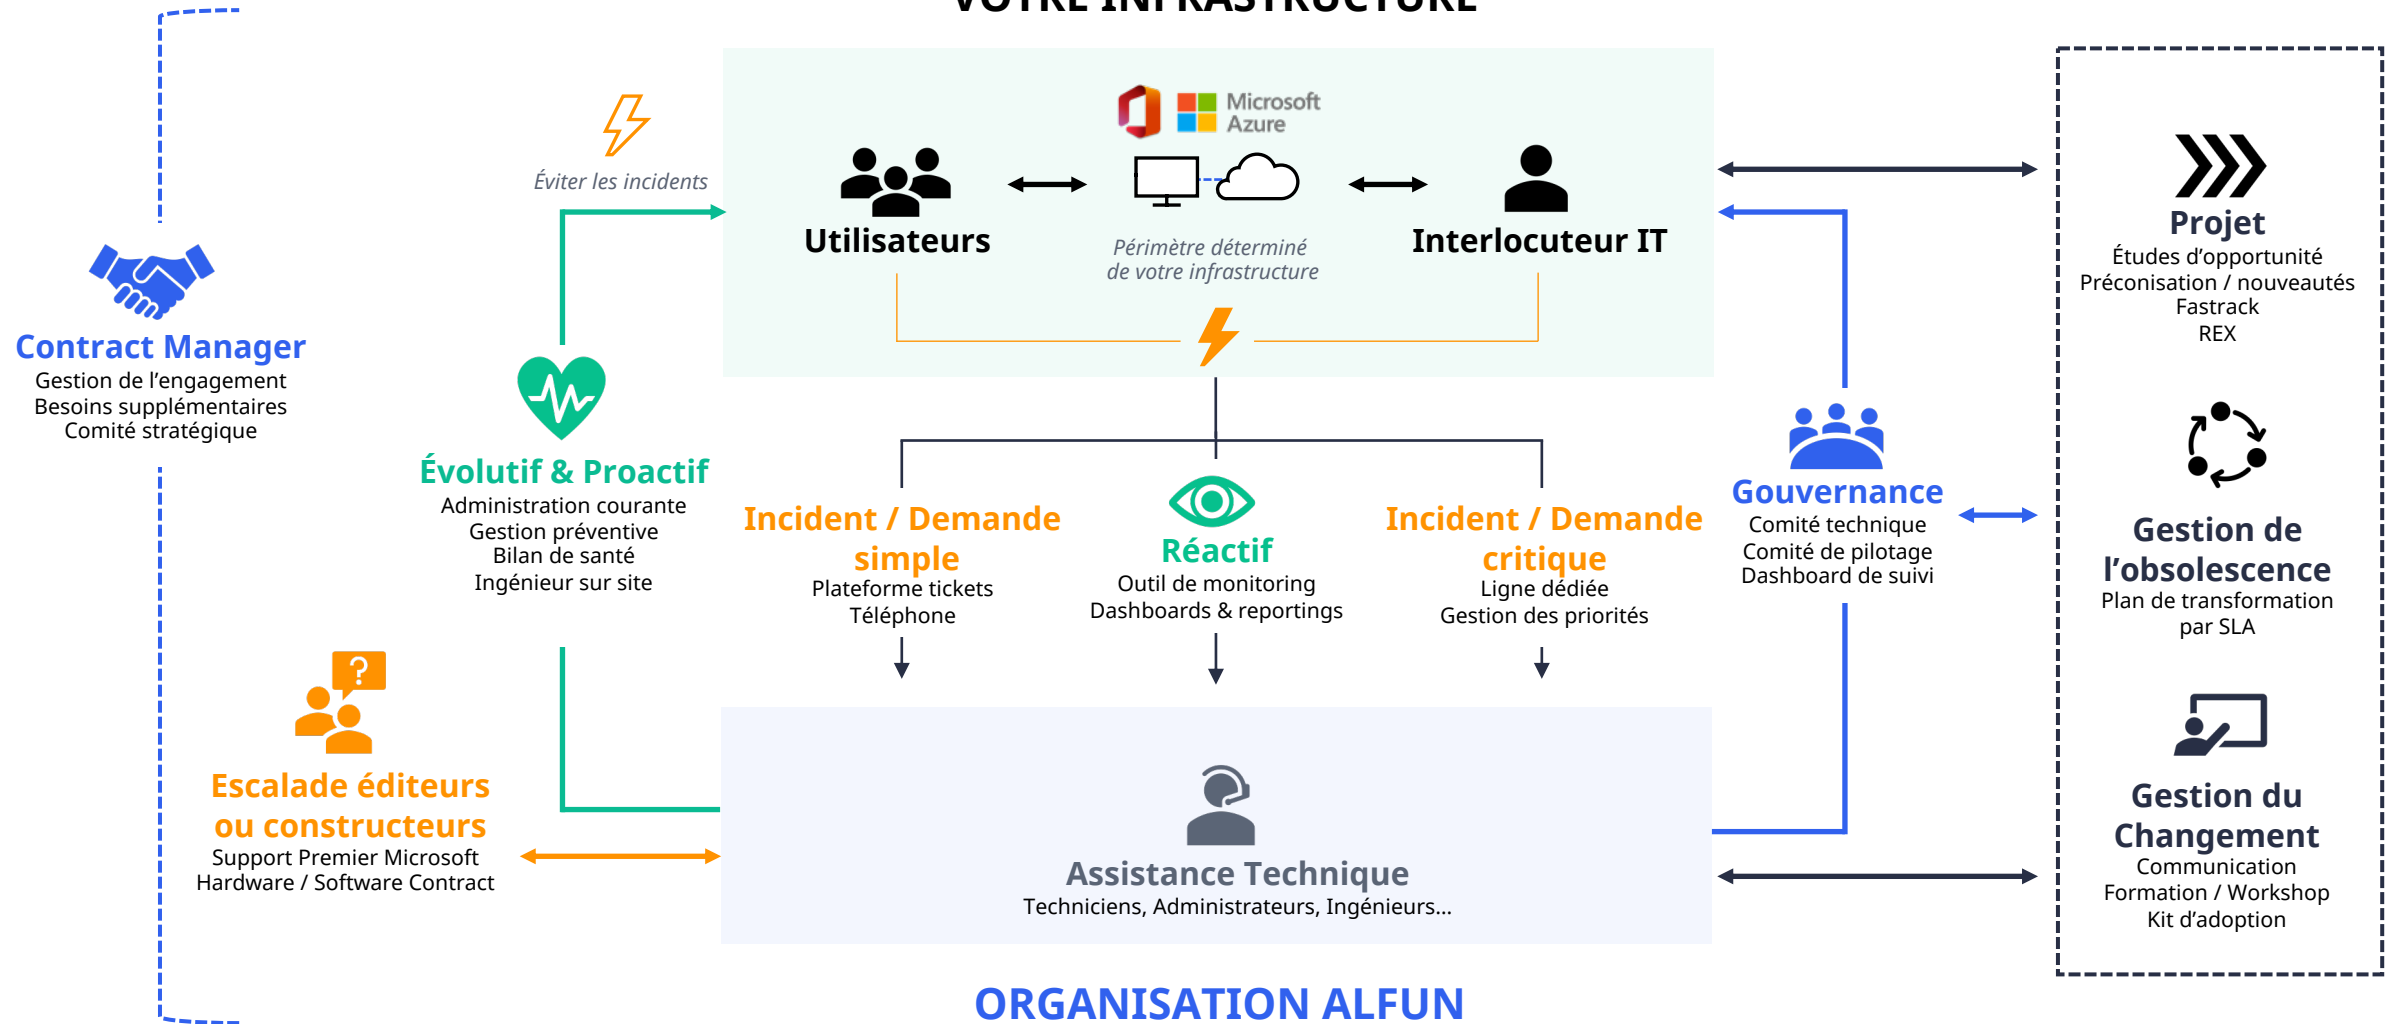 VOTRE INFRASTRUCTURE
Microsoft
Azure
Éviter les incidents
Utilisateurs
Périmètre déterminé
de votre infrastructure
Interlocuteur IT
Projet
Études d’opportunité
Préconisation / nouveautés
Fastrack
REX
Contract Manager
Gestion de l’engagement
Besoins supplémentaires
Comité stratégique
Évolutif & Proactif
Administration courante
Gestion préventive
Bilan de santé
Ingénieur sur site
Incident / Demande
simple
Plateforme tickets
Téléphone
Réactif
Outil de monitoring
Dashboards & reportings
Incident / Demande
critique
Ligne dédiée
Gestion des priorités
Gouvernance
Comité technique
Comité de pilotage
Dashboard de suivi
Gestion de
l’obsolescence
Plan de transformation
par SLA
?
Escalade éditeurs
ou constructeurs
Support Premier Microsoft
Hardware / Software Contract
Assistance Technique
Techniciens, Administrateurs, Ingénieurs...
Gestion du
Changement
Communication
Formation / Workshop
Kit d’adoption
ORGANISATION ALFUN